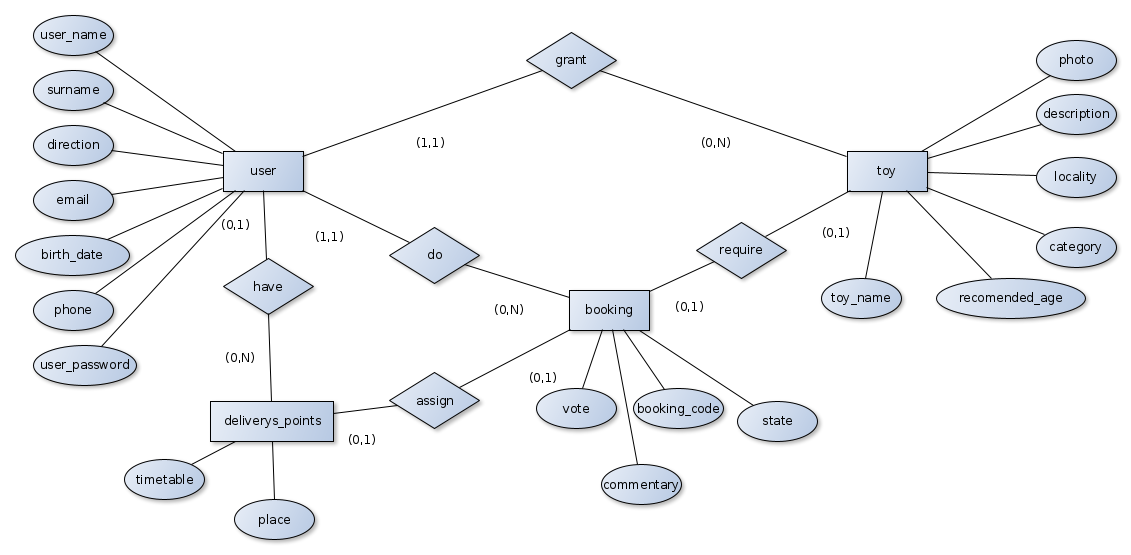 user_name
grant
photo
surname
description
direction
(1,1)
(0,N)
user
toy
locality
email
(0,1)
(1,1)
(0,1)
birth_date
do
require
category
have
phone
(0,N)
booking
(0,1)
toy_name
recomended_age
user_password
(0,N)
(0,1)
assign
vote
booking_code
state
deliverys_points
(0,1)
timetable
commentary
place